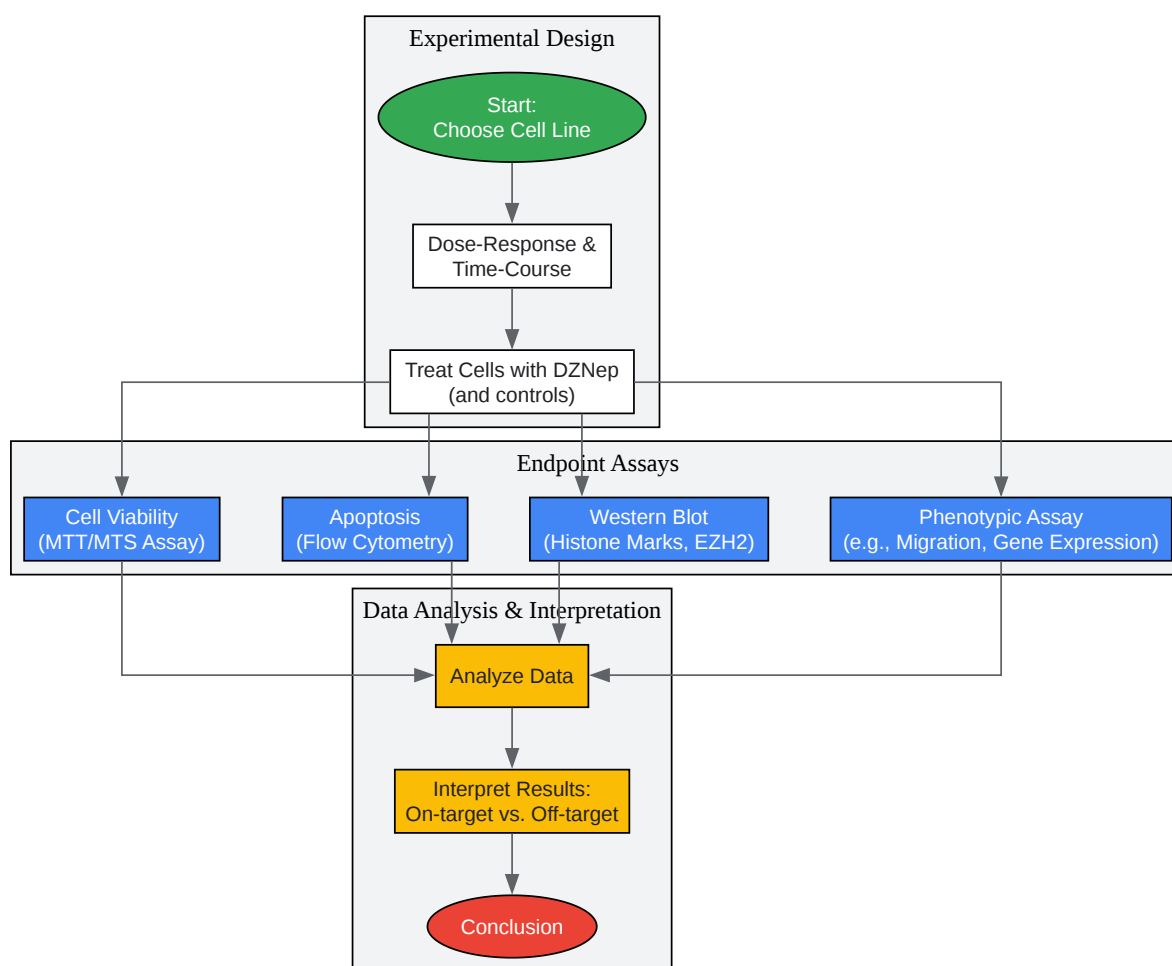 Experimental Design
Start:
Choose Cell Line
Dose-Response &
Time-Course
Treat Cells with DZNep
(and controls)
Endpoint Assays
Cell Viability
(MTT/MTS Assay)
Apoptosis
(Flow Cytometry)
Western Blot
(Histone Marks, EZH2)
Phenotypic Assay
(e.g., Migration, Gene Expression)
Data Analysis & Interpretation
Analyze Data
Interpret Results:
On-target vs. Off-target
Conclusion